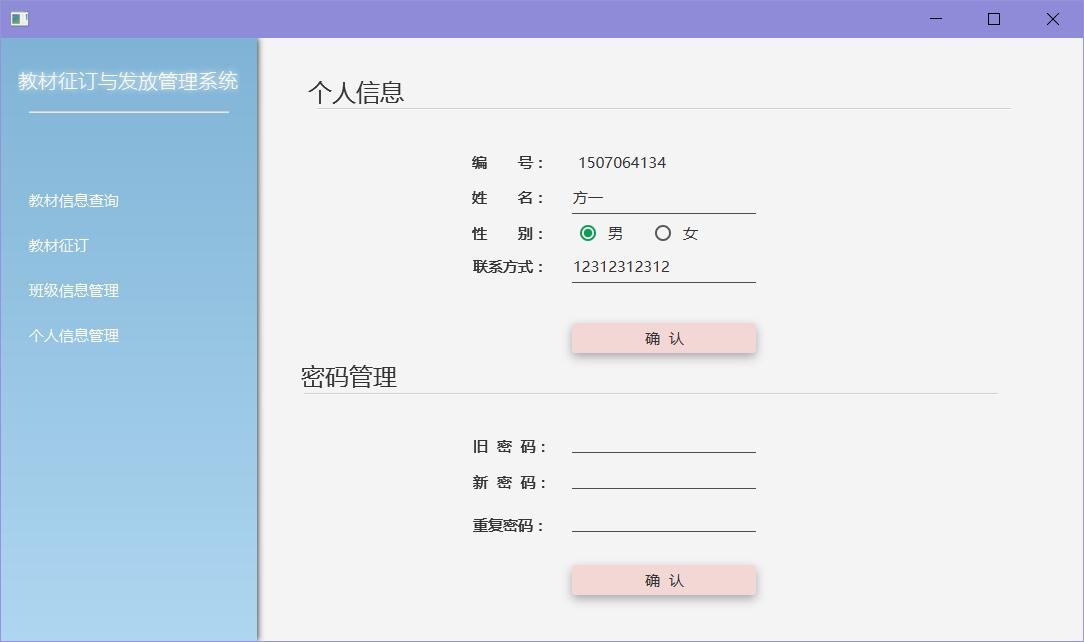 教材征订与发放管理系统
教材信息查询
教材征订
班级信息管理
个人信息管理
个人信息
编 号： 1507064134
姓 名： 方一
性 别： 男 女
联系方式： 12312312312
确 认
密码管理
旧 密 码：
新 密 码：
重复密码：
确 认